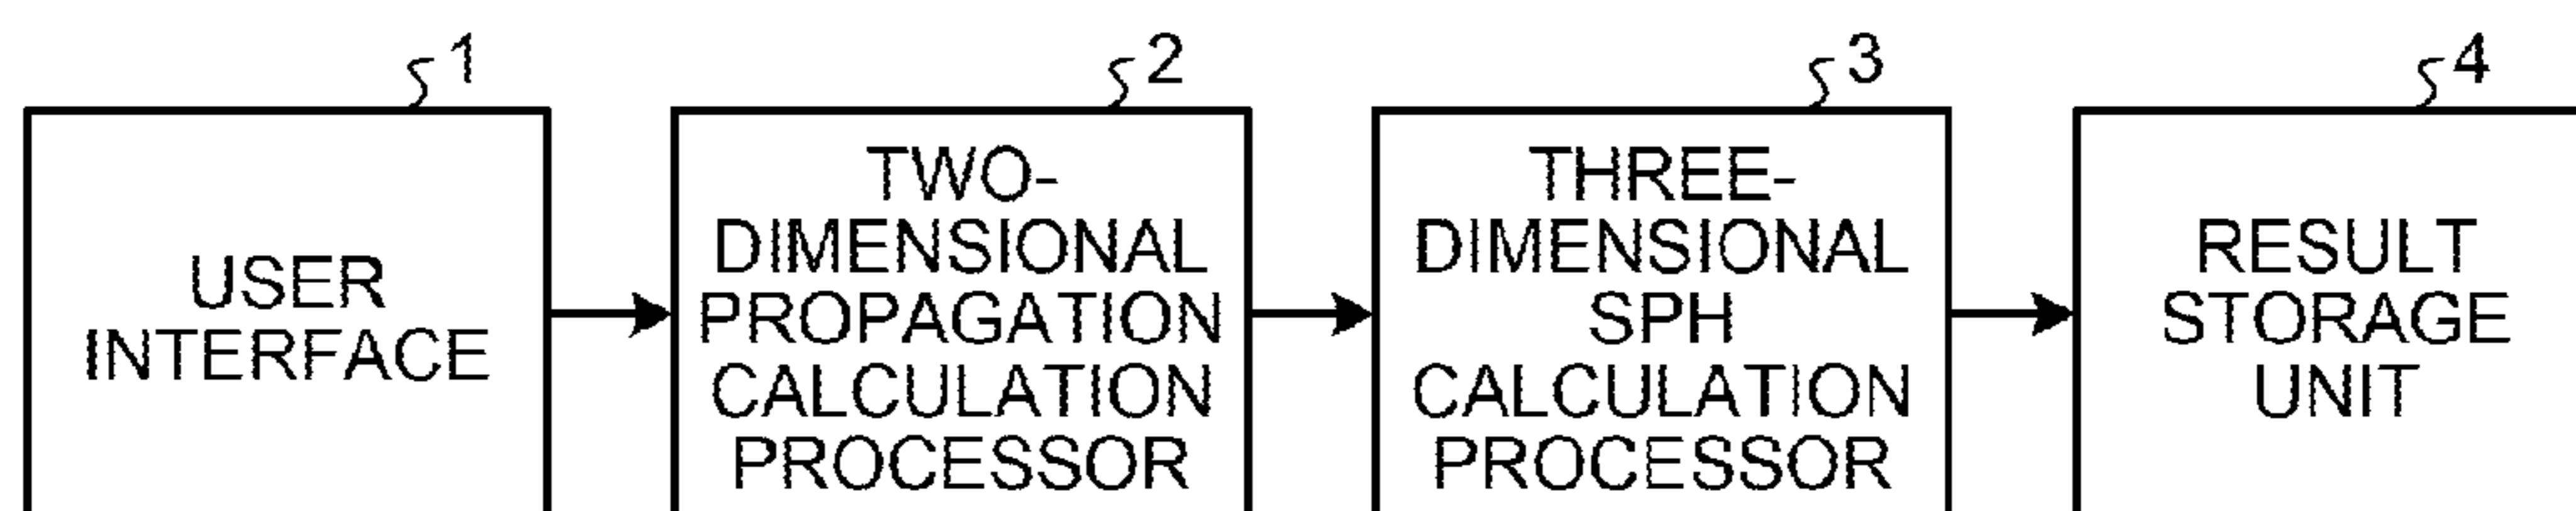 1
2
3
4
USER
INTERFACE
TWO-
DIMENSIONAL
PROPAGATION
CALCULATION
PROCESSOR
THREE-
DIMENSIONAL
SPH
CALCULATION
PROCESSOR
RESULT
STORAGE
UNIT